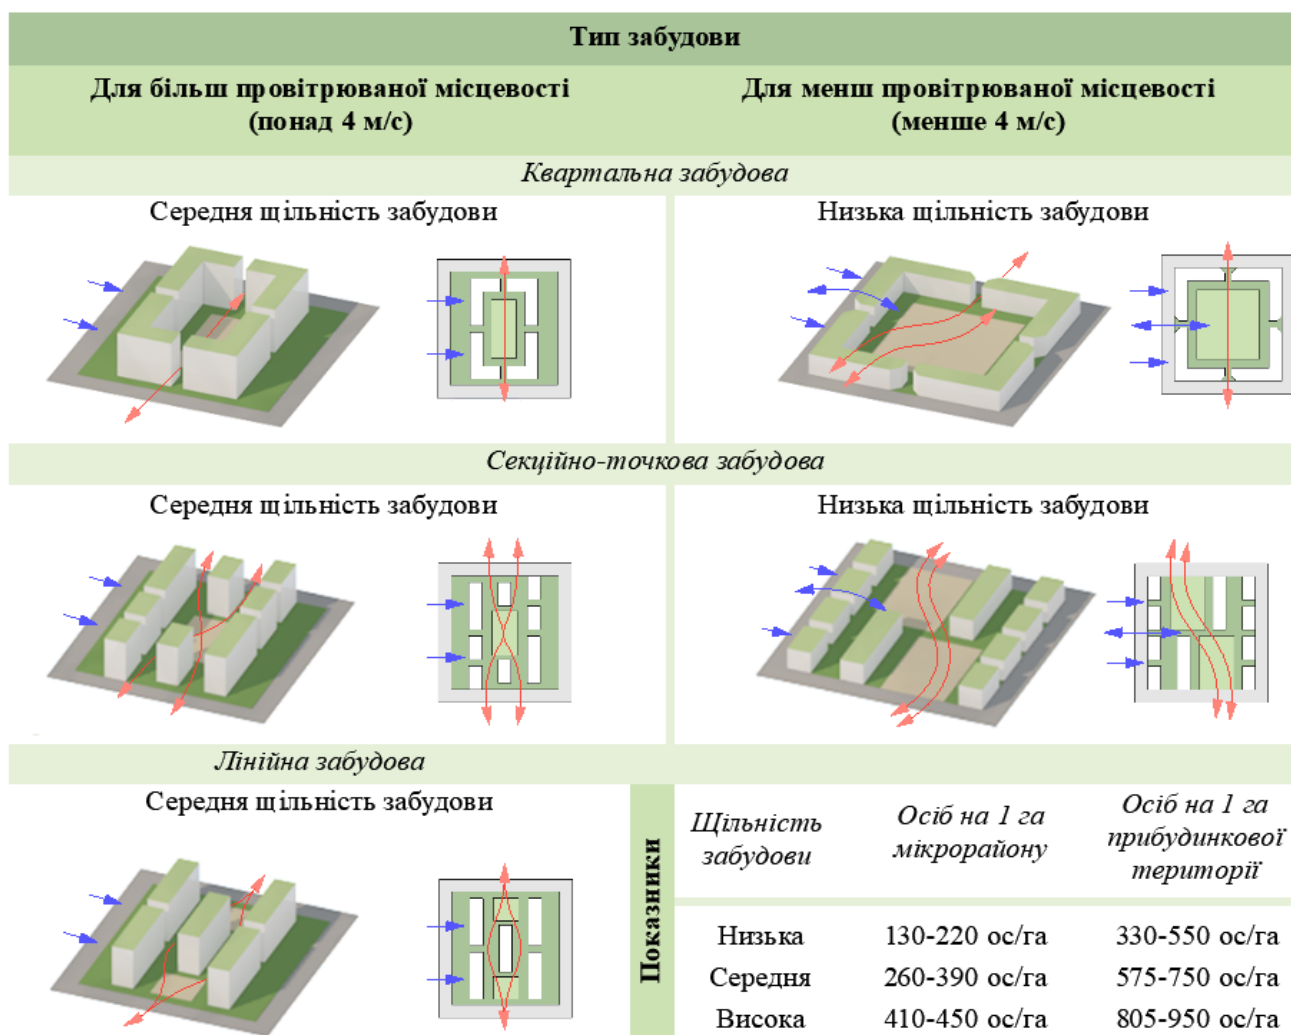 Тип забудови
Для більш провітрюваної місцевості
(понад 4 м/с)
Для менш провітрюваної місцевості
(менше 4 м/с)
Квартальна забудова
Середня щільність забудови
Низька щільність забудови
Секційно-точкова забудова
Середня щільність забудови
Низька щільність забудови
Лінійна забудова
Середня щільність забудови
Показники
Щільність
забудови
Осіб на 1 га
мікрорайону
Осіб на 1 га
прибудинкової
території
Низька 130-220 ос/га 330-550 ос/га
Середня 260-390 ос/га 575-750 ос/га
Висока 410-450 ос/га 805-950 ос/га